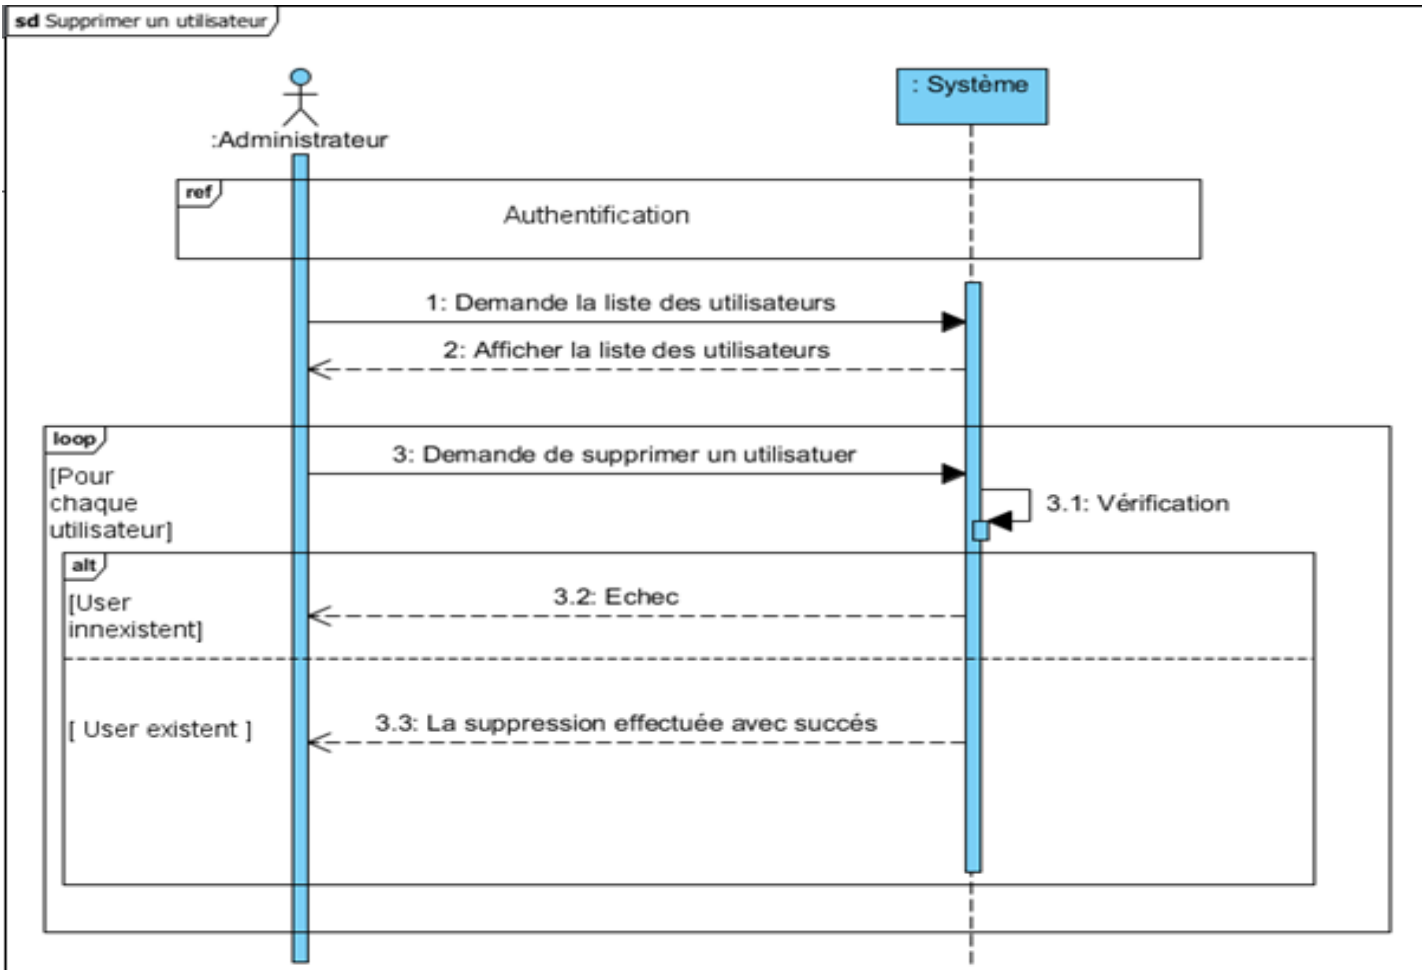 sd Supprimer un utilisateur
: Système
:Administrateur
ref
Authentification
1: Demande la liste des utilisateurs
2: Afficher la liste des utilisateurs
loop
[Pour
chaque
utilisateur]
3: Demande de supprimer un utilisatuer
3.1: Vérification
alt
[User
innexistent]
3.2: Echec
[ User existent ]
3.3: La suppression effectuée avec succés